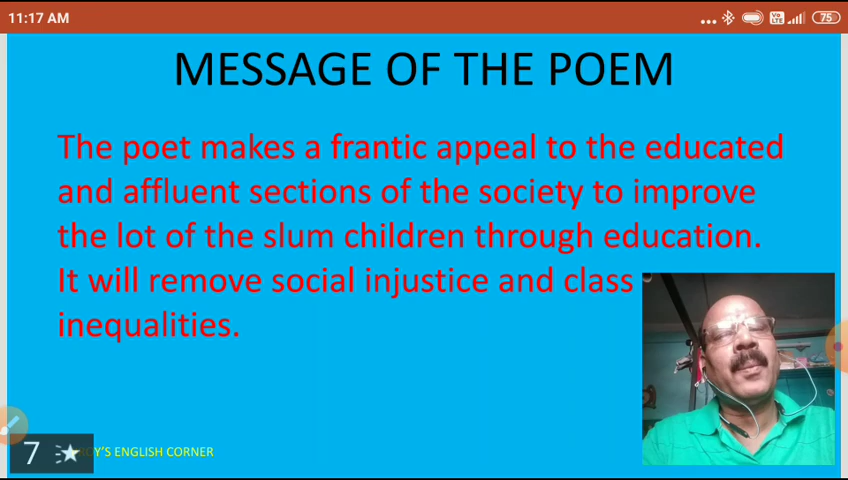 11:17 AM
Vo
LTE
75
MESSAGE OF THE POEM
The poet makes a frantic appeal to the educated
and affluent sections of the society to improve
the lot of the slum children through education.
It will remove social injustice and class
inequalities.
7
ENGLISH CORNER